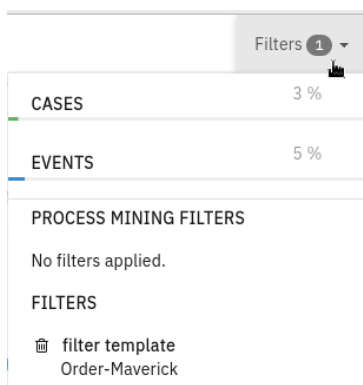 Filters 1
CASES 3 %
EVENTS 5 %
PROCESS MINING FILTERS
No filters applied.
FILTERS
filter template
Order-Maverick